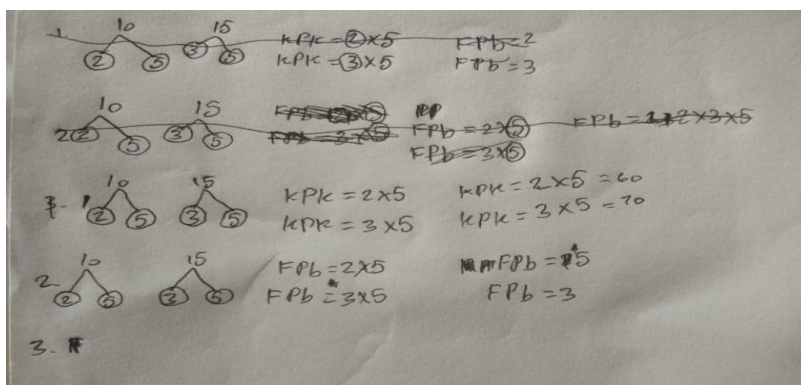 1 10 15 KPK = 2 × 5 FPb = 2
2 5 3 5 KPK = 3 × 5 FPb = 3
10 15
2 2 5 3 5 FPb = 2 × 5 FPb = 2 × 3 × 5
FPb = 3 × 5
10 15 KPK = 2 × 5 KPK = 2 × 5 = 60
2 5 3 5 KPK = 3 × 5 KPK = 3 × 5 = 70
10 15 FPb = 2 × 5 FPb = 5
2- 2 5 3 5 FPb = 3 × 5 FPb = 3
3-